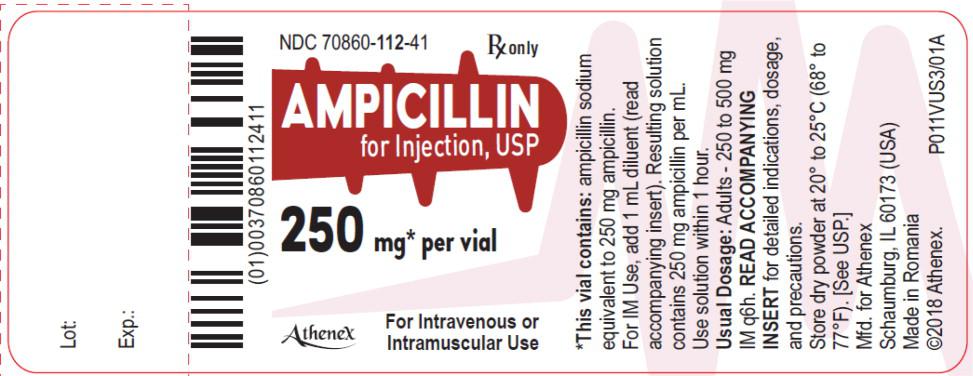 Lot:
Exp.:
(01)00370860112411
NDC 70860-112-41
Rx only
AMPICILLIN
for Injection, USP
250 mg* per vial
Athenex
For Intravenous or
Intramuscular Use
*This vial contains: ampicillin sodium
equivalent to 250 mg ampicillin.
For IM Use, add 1 mL diluent (read
accompanying insert). Resulting solution
contains 250 mg ampicillin per mL.
Use solution within 1 hour.
Usual Dosage: Adults - 250 to 500 mg
IM q6h. READ ACCOMPANYING
INSERT for detailed indications, dosage,
and precautions.
Store dry powder at 20° to 25°C (68° to
77°F). [See USP.]
Mfd. for Athenex
Schaumburg, IL 60173 (USA)
Made in Romania
©2018 Athenex.
P011VUS3/01A